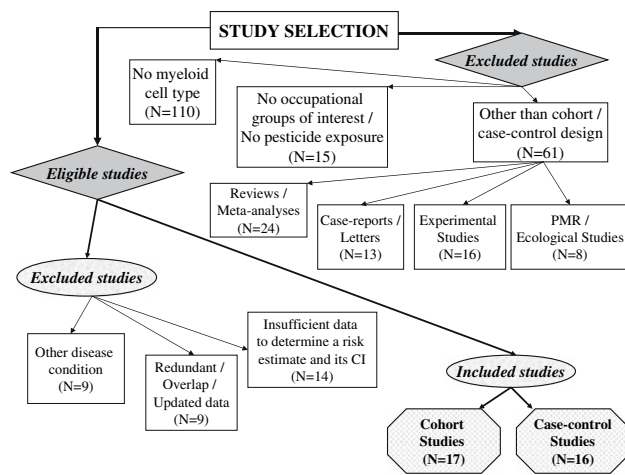 STUDY SELECTION
Excluded studies
No myeloid
cell type
(N=110)
No occupational
groups of interest /
No pesticide exposure
(N=15)
Other than cohort /
case-control design
(N=61)
Eligible studies
Reviews /
Meta-analyses
(N=24)
Case-reports /
Letters
(N=13)
Experimental
Studies
(N=16)
PMR /
Ecological Studies
(N=8)
Excluded studies
Other disease
condition
(N=9)
Redundant /
Overlap /
Updated data
(N=9)
Insufficient data
to determine a risk
estimate and its CI
(N=14)
Included studies
Cohort
Studies
(N=17)
Case-control
Studies
(N=16)